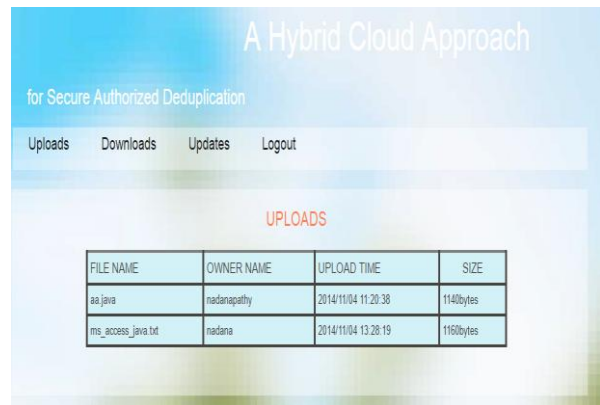 A Hybrid Cloud Approach
for Secure Authorized Deduplication
Uploads Downloads Updates Logout
UPLOADS
FILE NAME OWNER NAME UPLOAD TIME SIZE
aa.java nadanapathy 2014/11/04 11:20:38 1140bytes
ms_access_java.txt nadana 2014/11/04 13:28:19 1160bytes